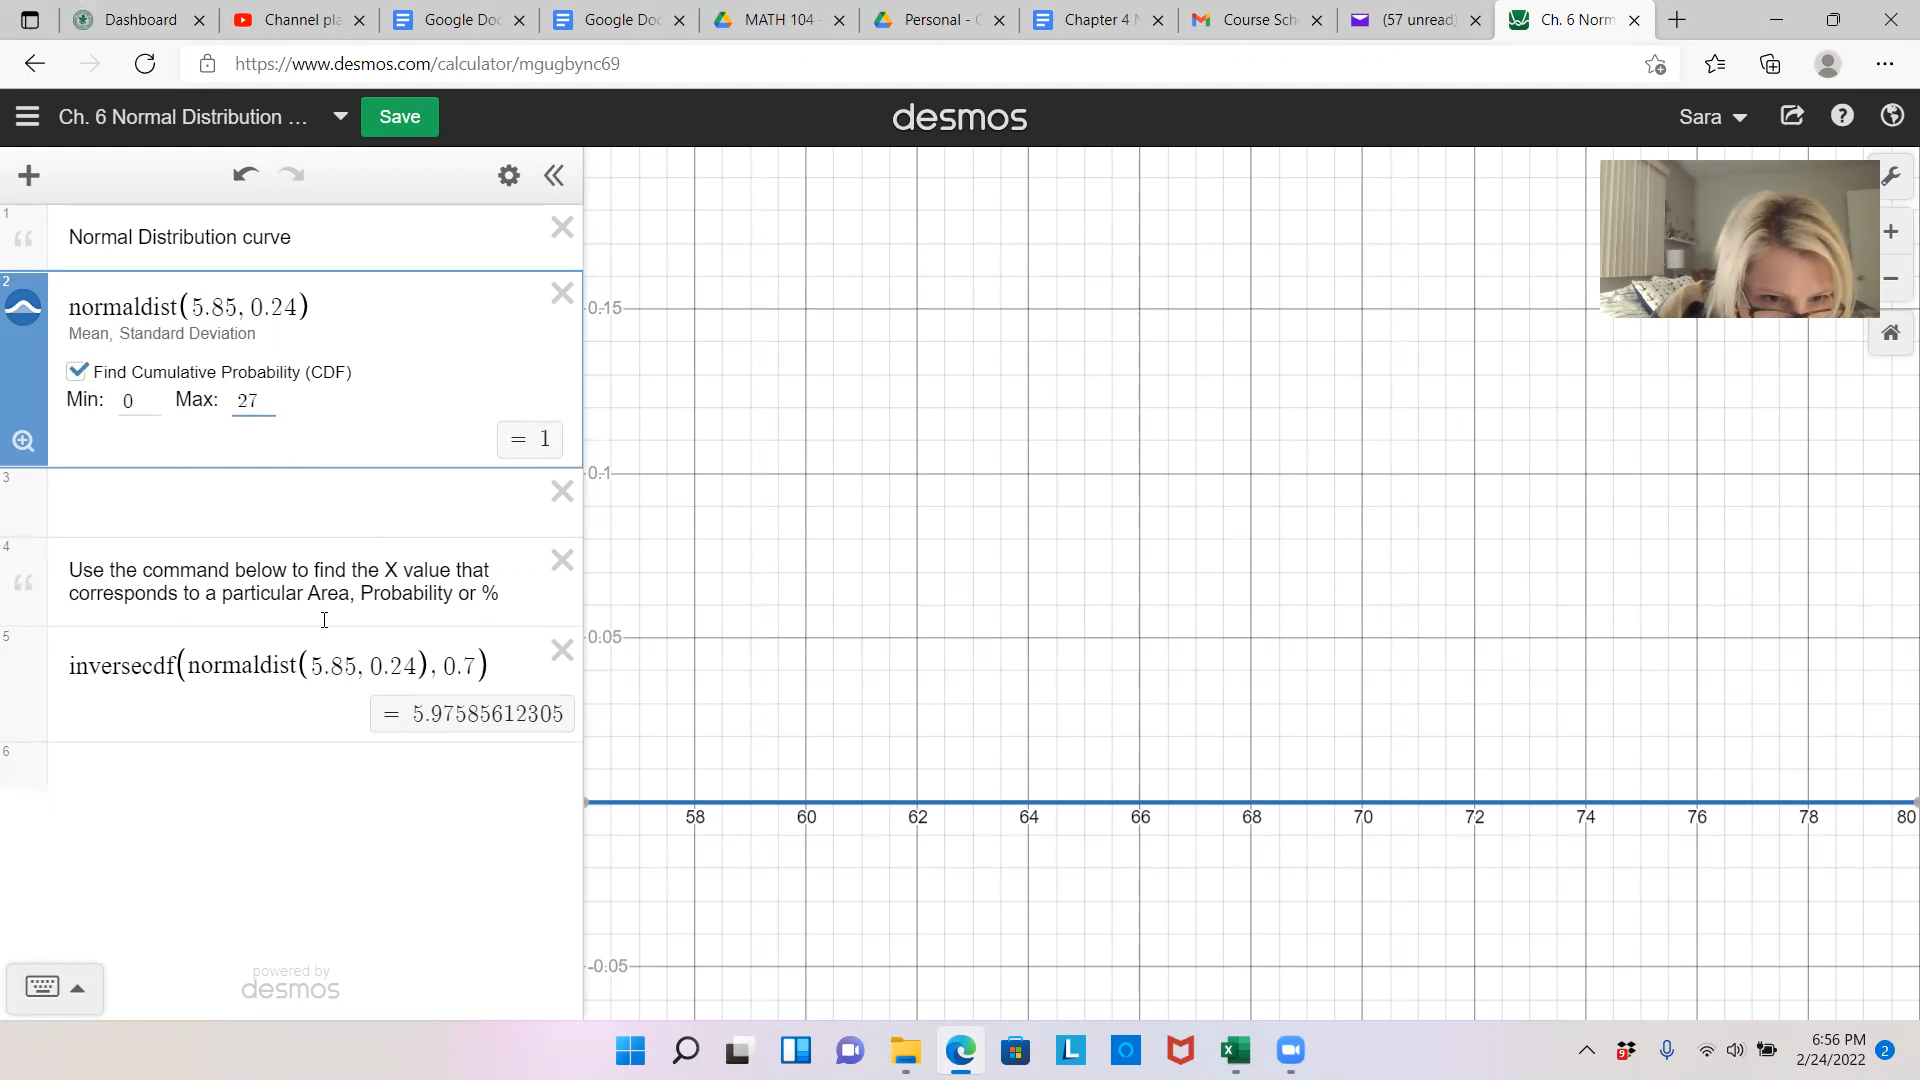 Dashboard
Channel pla
Google Doc
Google Doc
MATH 104 -
Personal - G
Chapter 4 N
Course Sch
(57 unread)
Ch. 6 Norm
https://www.desmos.com/calculator/mgugbync69
Ch. 6 Normal Distribution ...
Save
desmos
Sara
1
Normal Distribution curve
2
normaldist(5.85, 0.24)
Mean, Standard Deviation
Find Cumulative Probability (CDF)
Min: 0 Max: 27
= 1
3
4
Use the command below to find the X value that
corresponds to a particular Area, Probability or %
5
inversecdf(normaldist(5.85, 0.24), 0.7)
= 5.97585612305
6
powered by
desmos
0.15
0.1
0.05
58 60 62 64 66 68 70 72 74 76 78 80
-0.05
6:56 PM
2/24/2022
2
9